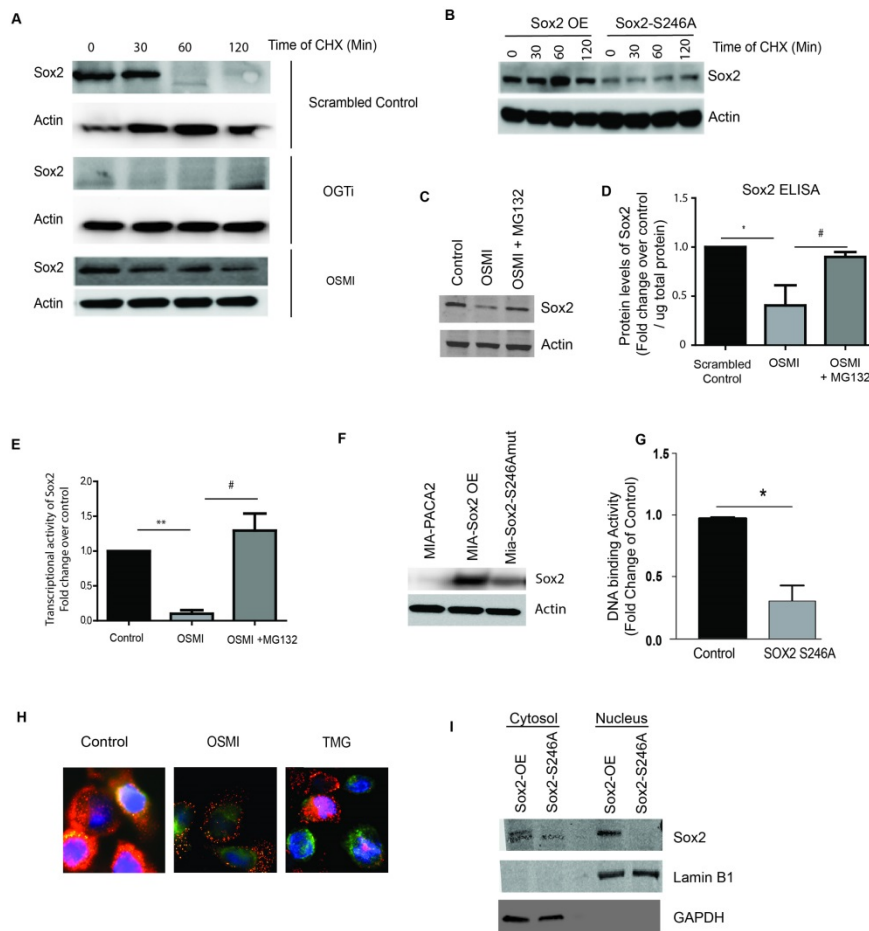 A
0 30 60 120 Time of CHX (Min)
Sox2
Actin
Scrambled Control
Sox2
Actin
OGTi
Sox2
Actin
OSMI
B
Sox2 OE Sox2-S246A
0 30 60 120 0 30 60 120 Time of CHX (Min)
Sox2
Actin
C
Control OSMI OSMI + MG132
Sox2
Actin
D
Sox2 ELISA
Protein levels of Sox2
(Fold change over control
/ ug total protein)
1.5
1.0
0.5
0
* #
Scrambled
Control
OSMI
OSMI
+ MG132
E
Transcriptional activity of Sox2
Fold change over control
2.0
1.5
1.0
0.5
0.0
** #
Control OSMI OSMI +MG132
F
MIA-PACA2 MIA-Sox2 OE Mia-Sox2-S246Amut
Sox2
Actin
G
DNA binding Activity
(Fold Change of Control)
1.5
1.0
0.5
0.0
*
Control SOX2 S246A
H
Control OSMI TMG
I
Cytosol Nucleus
Sox2-OE Sox2-S246A Sox2-OE Sox2-S246A
Sox2
Lamin B1
GAPDH